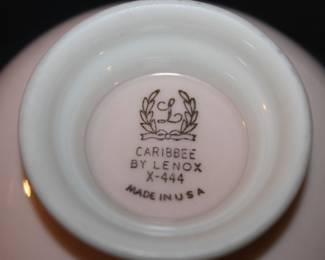 L
CARIBBEE
BY LENOX
X-444
MADE IN USA